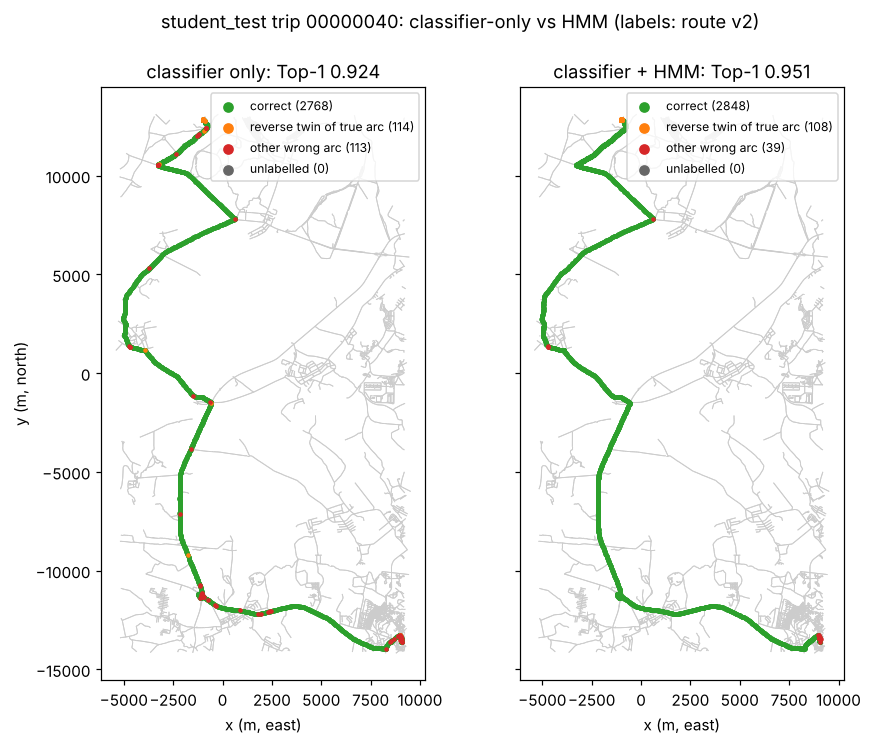 student_test trip 00000040: classifier-only vs HMM (labels: route v2)
classifier only: Top-1 0.924
correct (2768)
reverse twin of true arc (114)
other wrong arc (113)
unlabelled (0)
10000
5000
0
−5000
−10000
−15000
−5000 −2500 0 2500 5000 7500 10000
x (m, east)
y (m, north)
classifier + HMM: Top-1 0.951
correct (2848)
reverse twin of true arc (108)
other wrong arc (39)
unlabelled (0)
−5000 −2500 0 2500 5000 7500 10000
x (m, east)